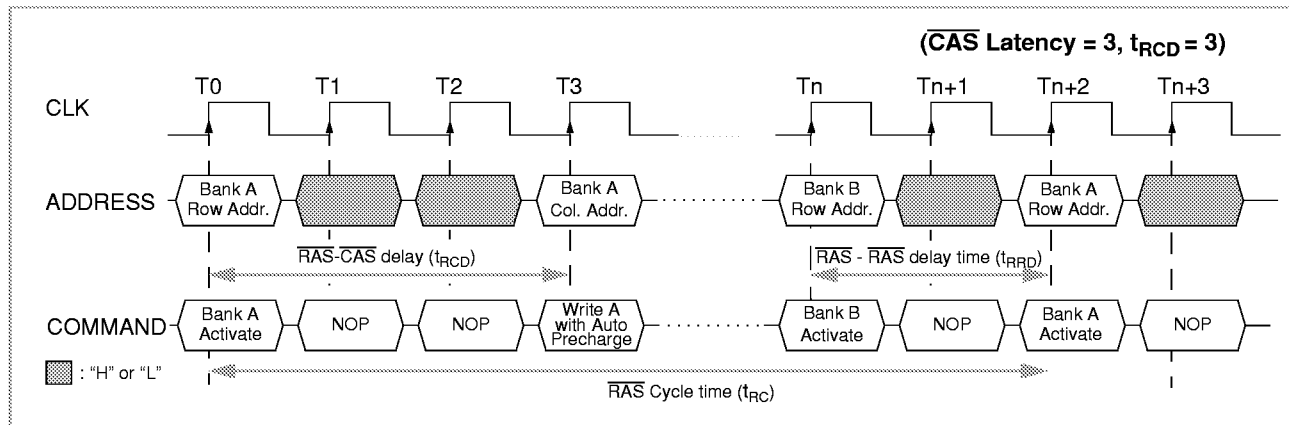 (CAS Latency = 3, tRCD = 3)
T0 T1 T2 T3 Tn Tn+1 Tn+2 Tn+3
CLK
ADDRESS
Bank A
Row Addr.
Bank A
Col. Addr.
Bank B
Row Addr.
Bank A
Row Addr.
RAS-CAS delay (tRCD)
RAS - RAS delay time (tRRD)
COMMAND
Bank A
Activate
NOP
NOP
Write A
with Auto
Precharge
Bank B
Activate
NOP
Bank A
Activate
NOP
: “H” or “L”
RAS Cycle time (tRC)